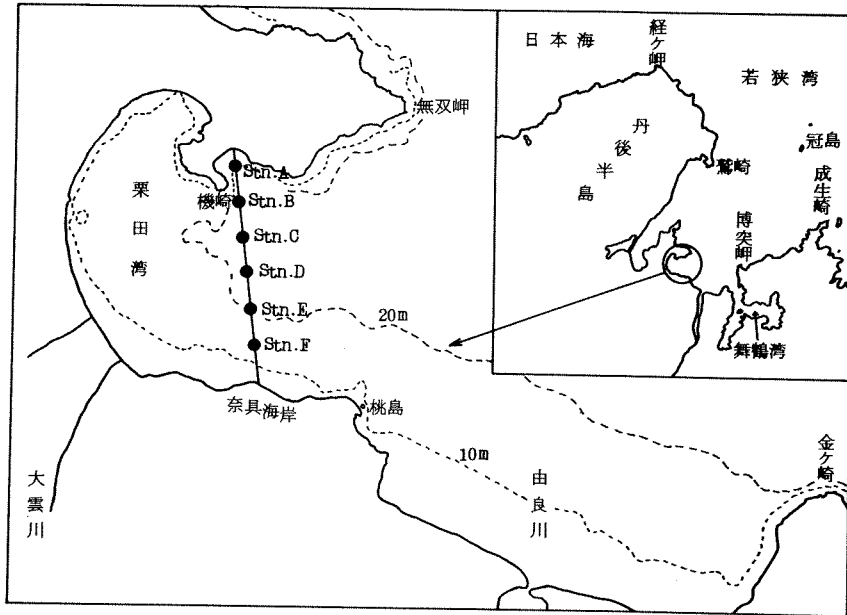 日本海
経ヶ岬
若狭湾
丹後半島
冠島
鷲崎
成生崎
博奕岬
舞鶴湾
無双岬
Stn.A
機崎
Stn.B
栗田湾
Stn.C
Stn.D
Stn.E
20m
Stn.F
奈具海岸
桃島
10m
大雲川
由良川
金ヶ崎